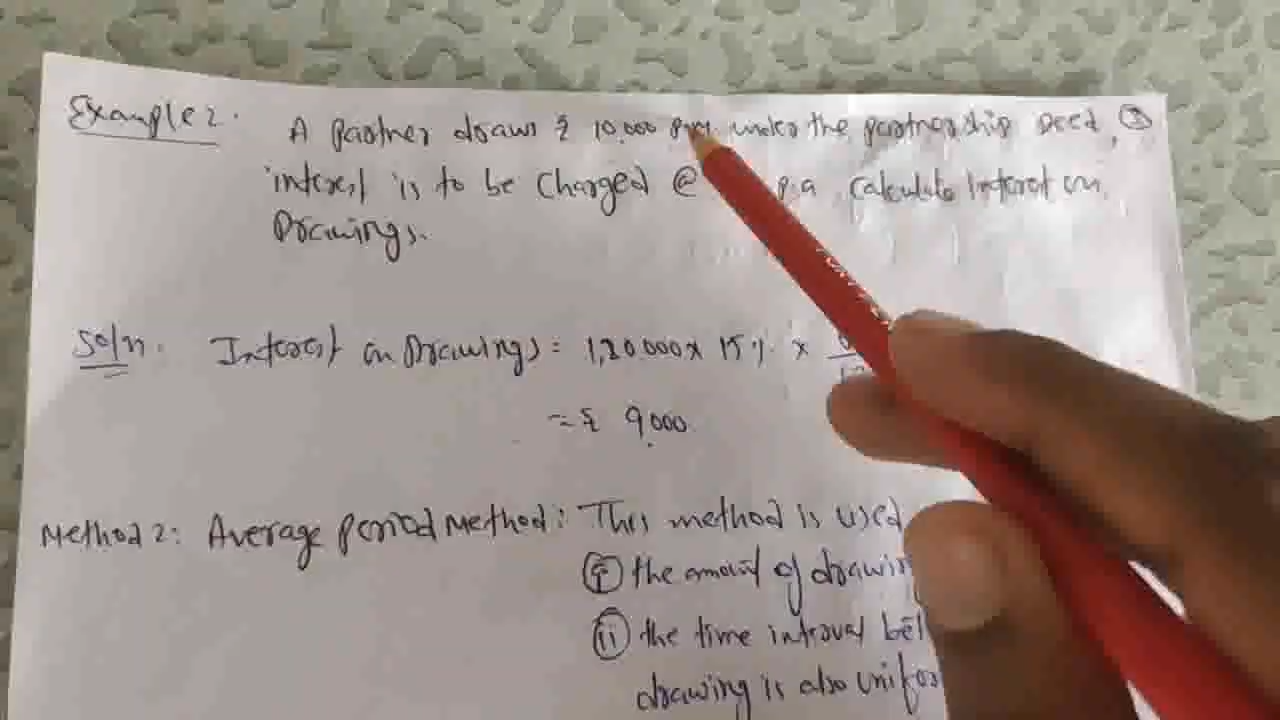 Example 2.
A partner draws ₹ 10,000 p.m. under the partnership Deed, ③
interest is to be charged @ p.a. calculate Interest on
Drawings.
Soln. Interest on Drawings = 1,20,000 x 15% x
= ₹ 9,000
Method 2: Average period Method: This method is used
(i) the amount of
(ii) the time interval
drawing is also